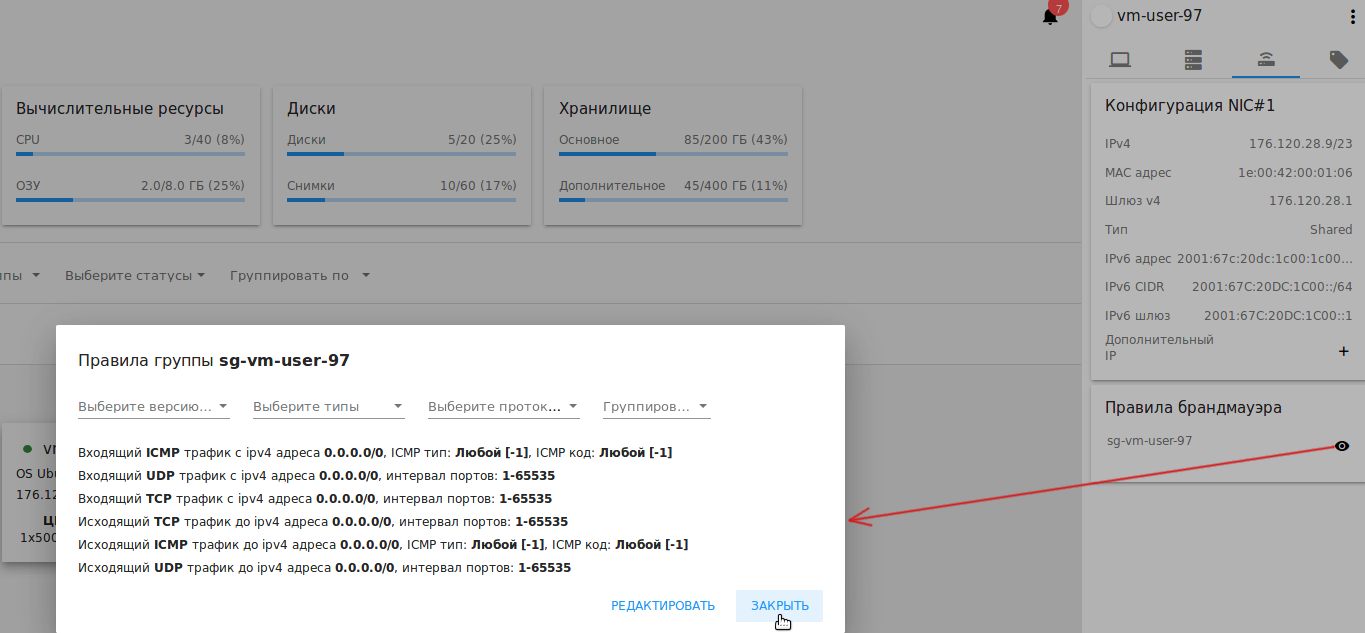 7
vm-user-97
Вычислительные ресурсы
CPU 3/40 (8%)
ОЗУ 2.0/8.0 ГБ (25%)
Диски
Диски 5/20 (25%)
Снимки 10/60 (17%)
Хранилище
Основное 85/200 ГБ (43%)
Дополнительное 45/400 ГБ (11%)
Выберите статусы
Группировать по
Конфигурация NIC#1
IPv4 176.120.28.9/23
MAC адрес 1e:00:42:00:01:06
Шлюз v4 176.120.28.1
Тип Shared
IPv6 адрес 2001:67c:20dc:1c00:1c00...
IPv6 CIDR 2001:67C:20DC:1C00::/64
IPv6 шлюз 2001:67C:20DC:1C00::1
Дополнительный
IP +
Правила брандмауэра
sg-vm-user-97
OS Ubu
176.12
1x500
Правила группы sg-vm-user-97
Выберите версию...
Выберите типы
Выберите проток...
Группиров...
Входящий ICMP трафик с ipv4 адреса 0.0.0.0/0, ICMP тип: Любой [-1], ICMP код: Любой [-1]
Входящий UDP трафик с ipv4 адреса 0.0.0.0/0, интервал портов: 1-65535
Входящий TCP трафик с ipv4 адреса 0.0.0.0/0, интервал портов: 1-65535
Исходящий TCP трафик до ipv4 адреса 0.0.0.0/0, интервал портов: 1-65535
Исходящий ICMP трафик до ipv4 адреса 0.0.0.0/0, ICMP тип: Любой [-1], ICMP код: Любой [-1]
Исходящий UDP трафик до ipv4 адреса 0.0.0.0/0, интервал портов: 1-65535
РЕДАКТИРОВАТЬ
ЗАКРЫТЬ